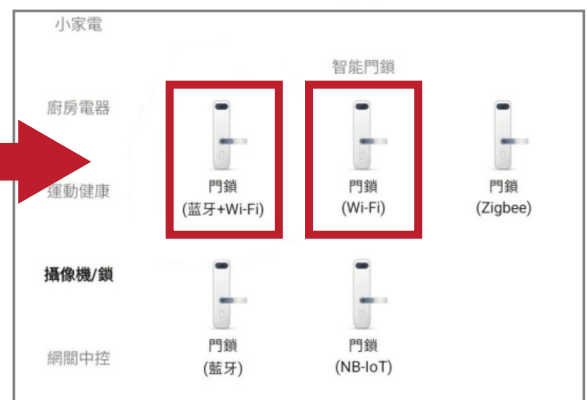 小家電
廚房電器
運動健康
攝像機/鎖
網關中控
智能門鎖
門鎖
(蓝牙+Wi-Fi)
門鎖
(Wi-Fi)
門鎖
(Zigbee)
門鎖
(藍牙)
門鎖
(NB-IoT)